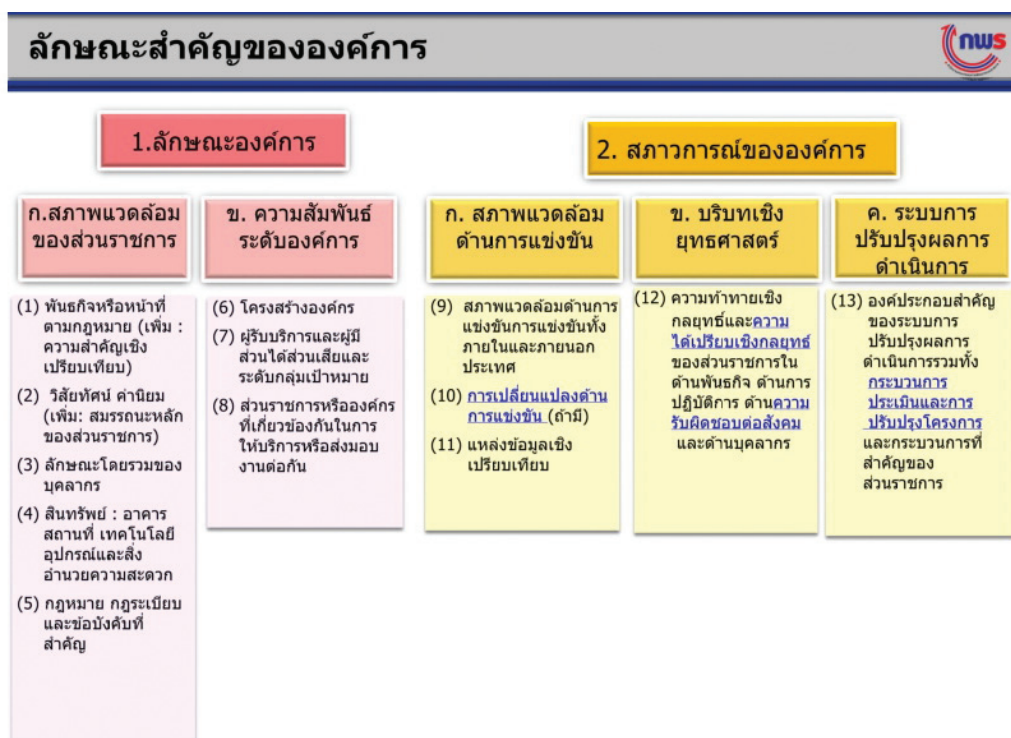 ลักษณะสำคัญขององค์การ
กพร
1.ลักษณะองค์การ
2. สภาวการณ์ขององค์การ
ก.สภาพแวดล้อม
ของส่วนราชการ
ข. ความสัมพันธ์
ระดับองค์การ
ก. สภาพแวดล้อม
ด้านการแข่งขัน
ข. บริบทเชิง
ยุทธศาสตร์
ค. ระบบการ
ปรับปรุงผลการ
ดำเนินการ
(1) พันธกิจหรือหน้าที่
ตามกฎหมาย (เพิ่ม :
ความสำคัญเชิง
เปรียบเทียบ)
(2) วิสัยทัศน์ ค่านิยม
(เพิ่ม: สมรรถนะหลัก
ของส่วนราชการ)
(3) ลักษณะโดยรวมของ
บุคลากร
(4) สินทรัพย์ : อาคาร
สถานที่ เทคโนโลยี
อุปกรณ์และสิ่ง
อำนวยความสะดวก
(5) กฎหมาย กฎระเบียบ
และข้อบังคับที่
สำคัญ
(6) โครงสร้างองค์กร
(7) ผู้รับบริการและผู้มี
ส่วนได้ส่วนเสียและ
ระดับกลุ่มเป้าหมาย
(8) ส่วนราชการหรือองค์กร
ที่เกี่ยวข้องกันในการ
ให้บริการหรือส่งมอบ
งานต่อกัน
(9) สภาพแวดล้อมด้านการ
แข่งขันการแข่งขันทั้ง
ภายในและภายนอก
ประเทศ
(10) การเปลี่ยนแปลงด้าน
การแข่งขัน (ถ้ามี)
(11) แหล่งข้อมูลเชิง
เปรียบเทียบ
(12) ความท้าทายเชิง
กลยุทธ์และความ
ได้เปรียบเชิงกลยุทธ์
ของส่วนราชการใน
ด้านพันธกิจ ด้านการ
ปฏิบัติการ ด้านความ
รับผิดชอบต่อสังคม
และด้านบุคลากร
(13) องค์ประกอบสำคัญ
ของระบบการ
ปรับปรุงผลการ
ดำเนินการรวมทั้ง
กระบวนการ
ประเมินและการ
ปรับปรุงโครงการ
และกระบวนการที่
สำคัญของ
ส่วนราชการ